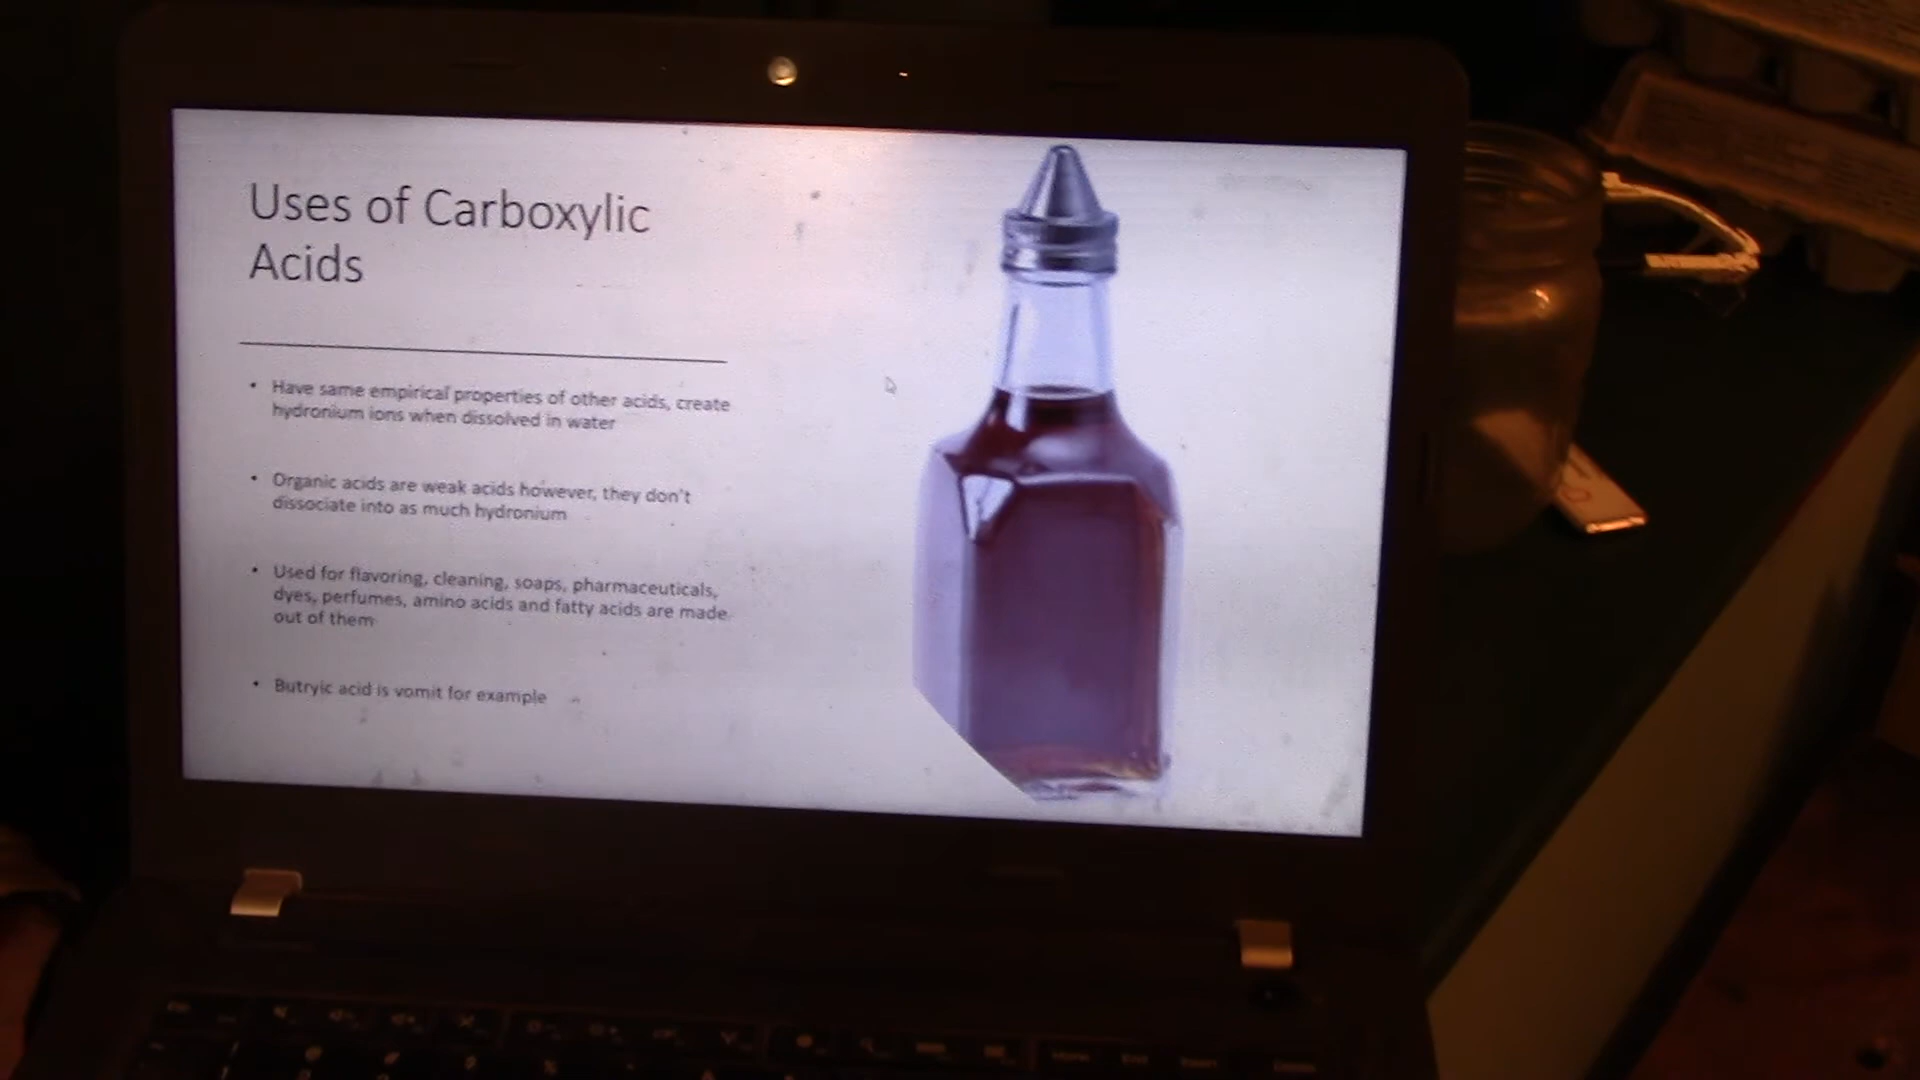 Uses of Carboxylic
Acids
• Have same empirical properties of other acids, create
hydronium ions when dissolved in water
• Organic acids are weak acids however, they don't
dissociate into as much hydronium
• Used for flavoring, cleaning, soaps, pharmaceuticals,
dyes, perfumes, amino acids and fatty acids are made
out of them
• Butryic acid is vomit for example